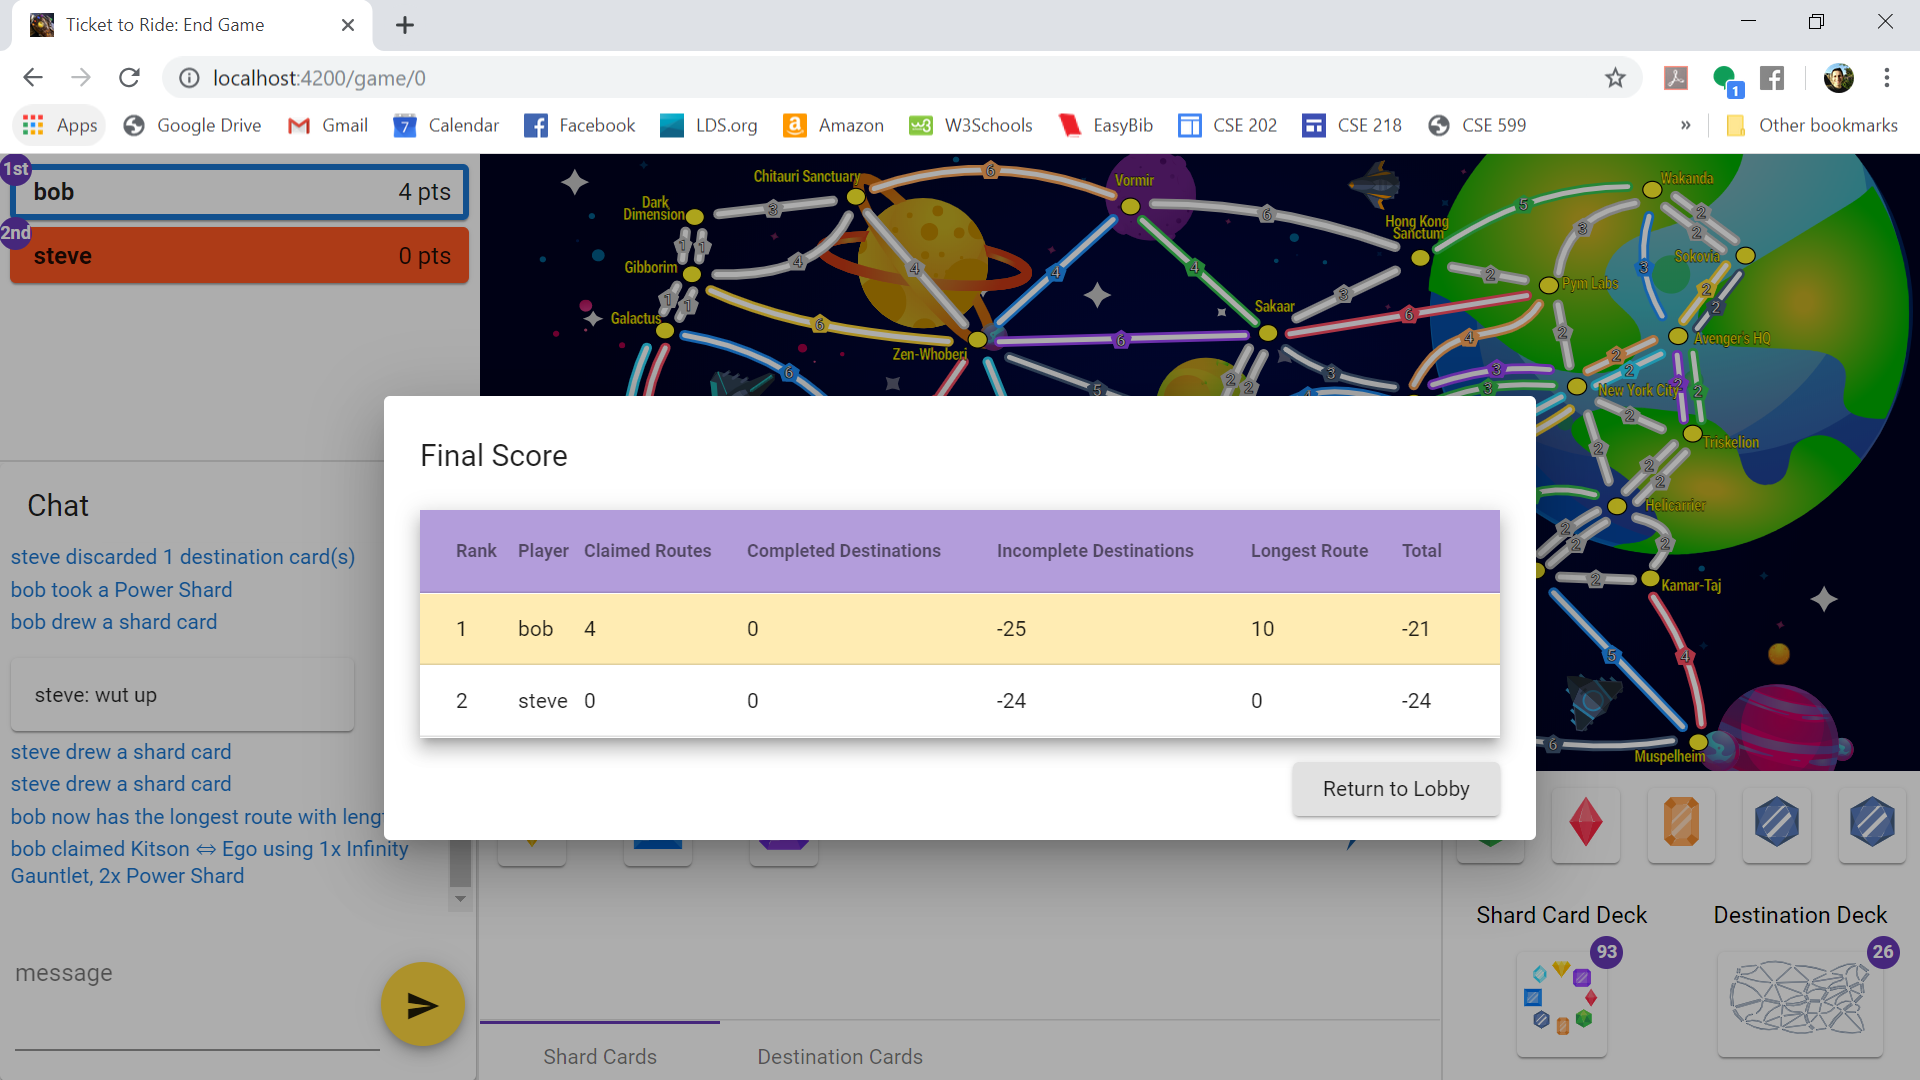 Ticket to Ride: End Game
localhost:4200/game/0
1
Apps
Google Drive
Gmail
7
Calendar
Facebook
LDS.org
Amazon
W3Schools
EasyBib
CSE 202
CSE 218
CSE 599
»
Other bookmarks
1st
bob 4 pts
2nd
steve 0 pts
Chitauri Sanctuary
Dark
Dimension
Gibborim
Galactus
Zen-Whoberi
Vormir
Sakaar
Hong Kong
Sanctum
Wakanda
Sokovia
Pym Labs
Avenger's HQ
New York City
Triskelion
Helicarrier
Kamar-Taj
Muspelheim
Chat
steve discarded 1 destination card(s)
bob took a Power Shard
bob drew a shard card
steve: wut up
steve drew a shard card
steve drew a shard card
bob now has the longest route with
bob claimed Kitson ⇔ Ego using 1x Infinity
Gauntlet, 2x Power Shard
message
Final Score
Rank Player Claimed Routes Completed Destinations Incomplete Destinations Longest Route Total
1 bob 4 0 -25 10 -21
2 steve 0 0 -24 0 -24
Return to Lobby
Shard Card Deck
93
Destination Deck
26
Shard Cards
Destination Cards